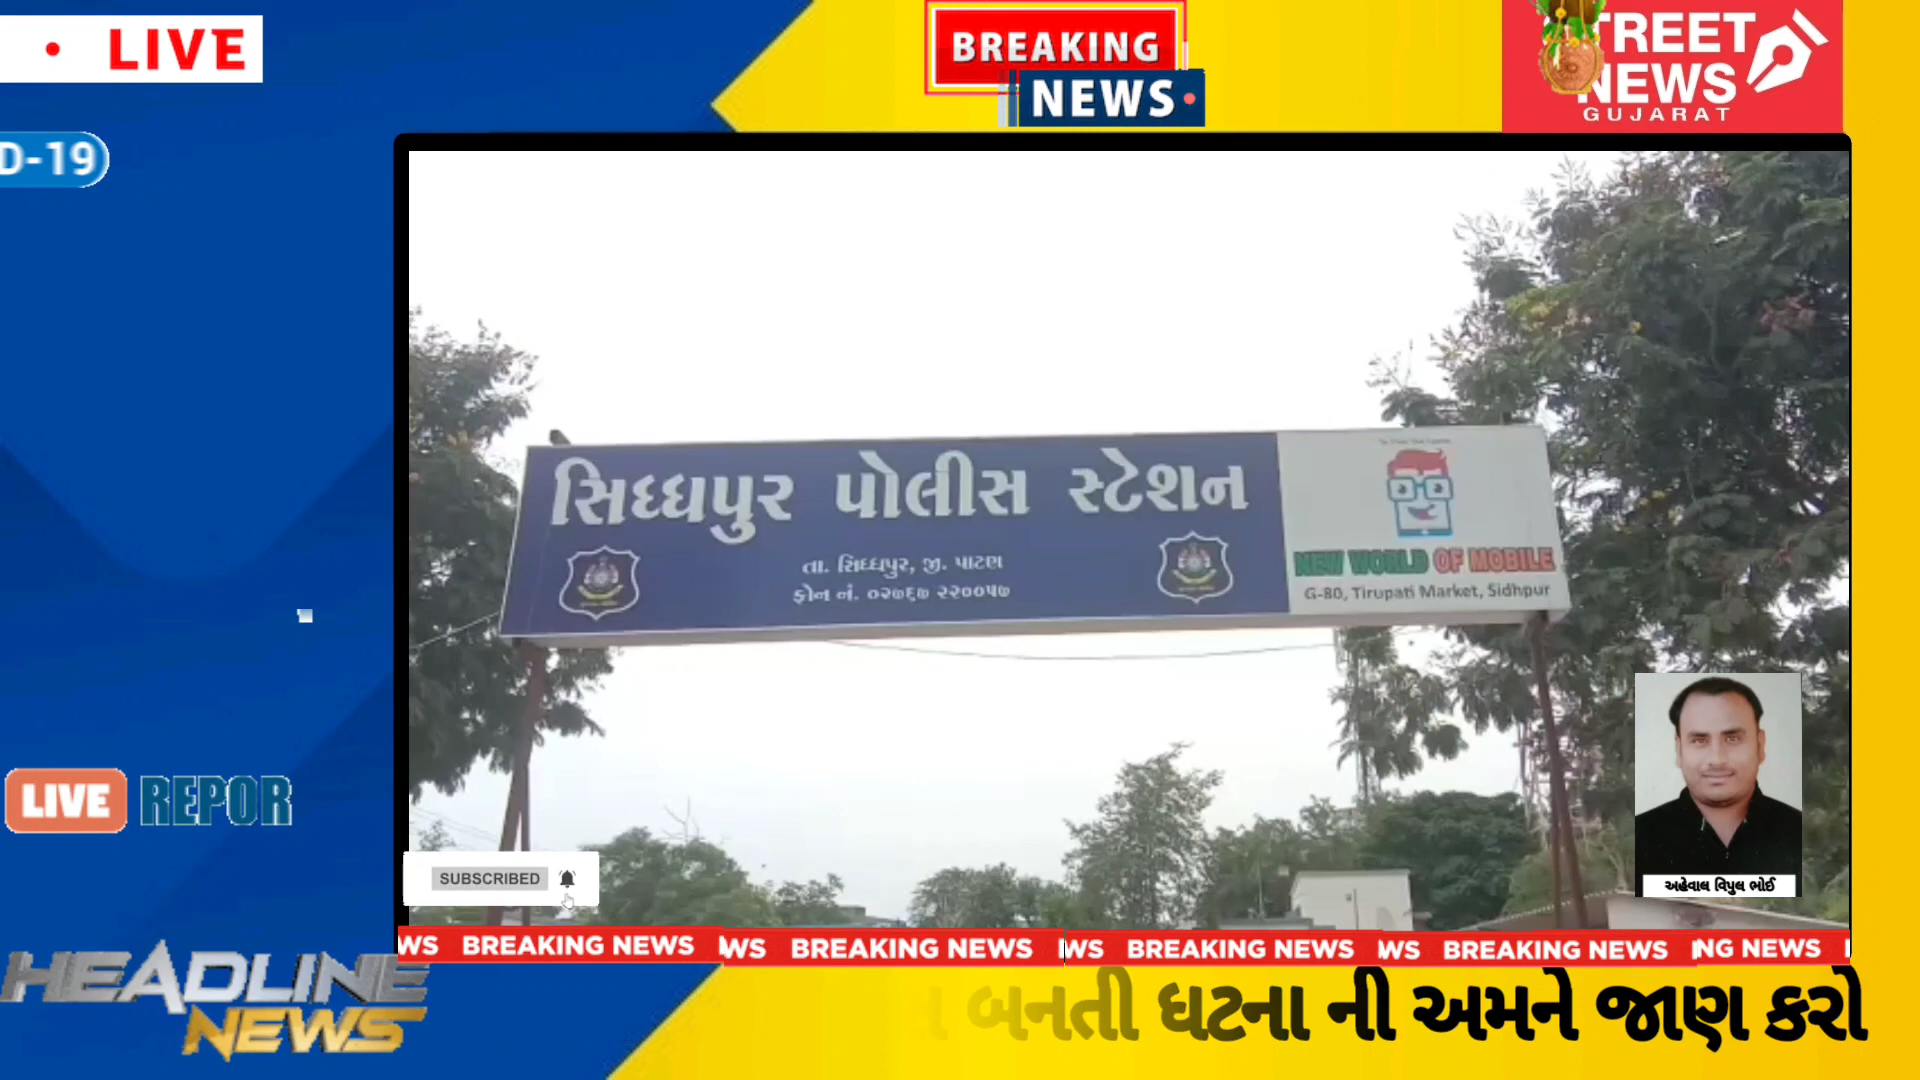 LIVE
BREAKING
NEWS
TREET
NEWS
GUJARAT
D-19
સિધ્ધપુર પોલીસ સ્ટેશન
તા. સિધ્ધપુર, જી. પાટણ
ફોન નં. ૦૨૭૬૭ ૨૨૦૦૫૭
NEW WORLD OF MOBILE
G-80, Tirupati Market, Sidhpur
LIVE REPOR
અહેવાલ વિપુલ ભોઈ
SUBSCRIBED
WS BREAKING NEWS WS BREAKING NEWS WS BREAKING NEWS WS BREAKING NEWS NG NEWS
HEADLINE
NEWS
બનતી ઘટના ની અમને જાણ કરો